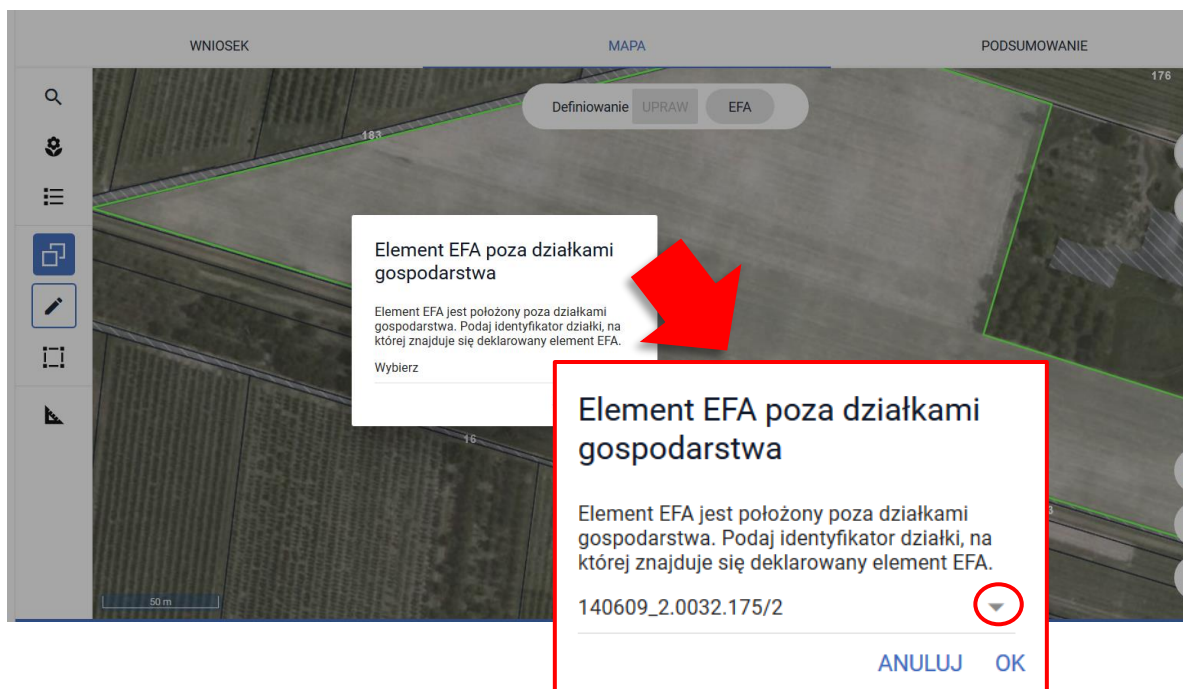 WNIOSEK
MAPA
PODSUMOWANIE
176
Definiowanie UPRAW EFA
183
Element EFA poza działkami
gospodarstwa
Element EFA jest położony poza działkami
gospodarstwa. Podaj identyfikator działki, na
której znajduje się deklarowany element EFA.
Wybierz
16
3
50 m
Element EFA poza działkami
gospodarstwa
Element EFA jest położony poza działkami
gospodarstwa. Podaj identyfikator działki, na
której znajduje się deklarowany element EFA.
140609_2.0032.175/2
ANULUJ OK